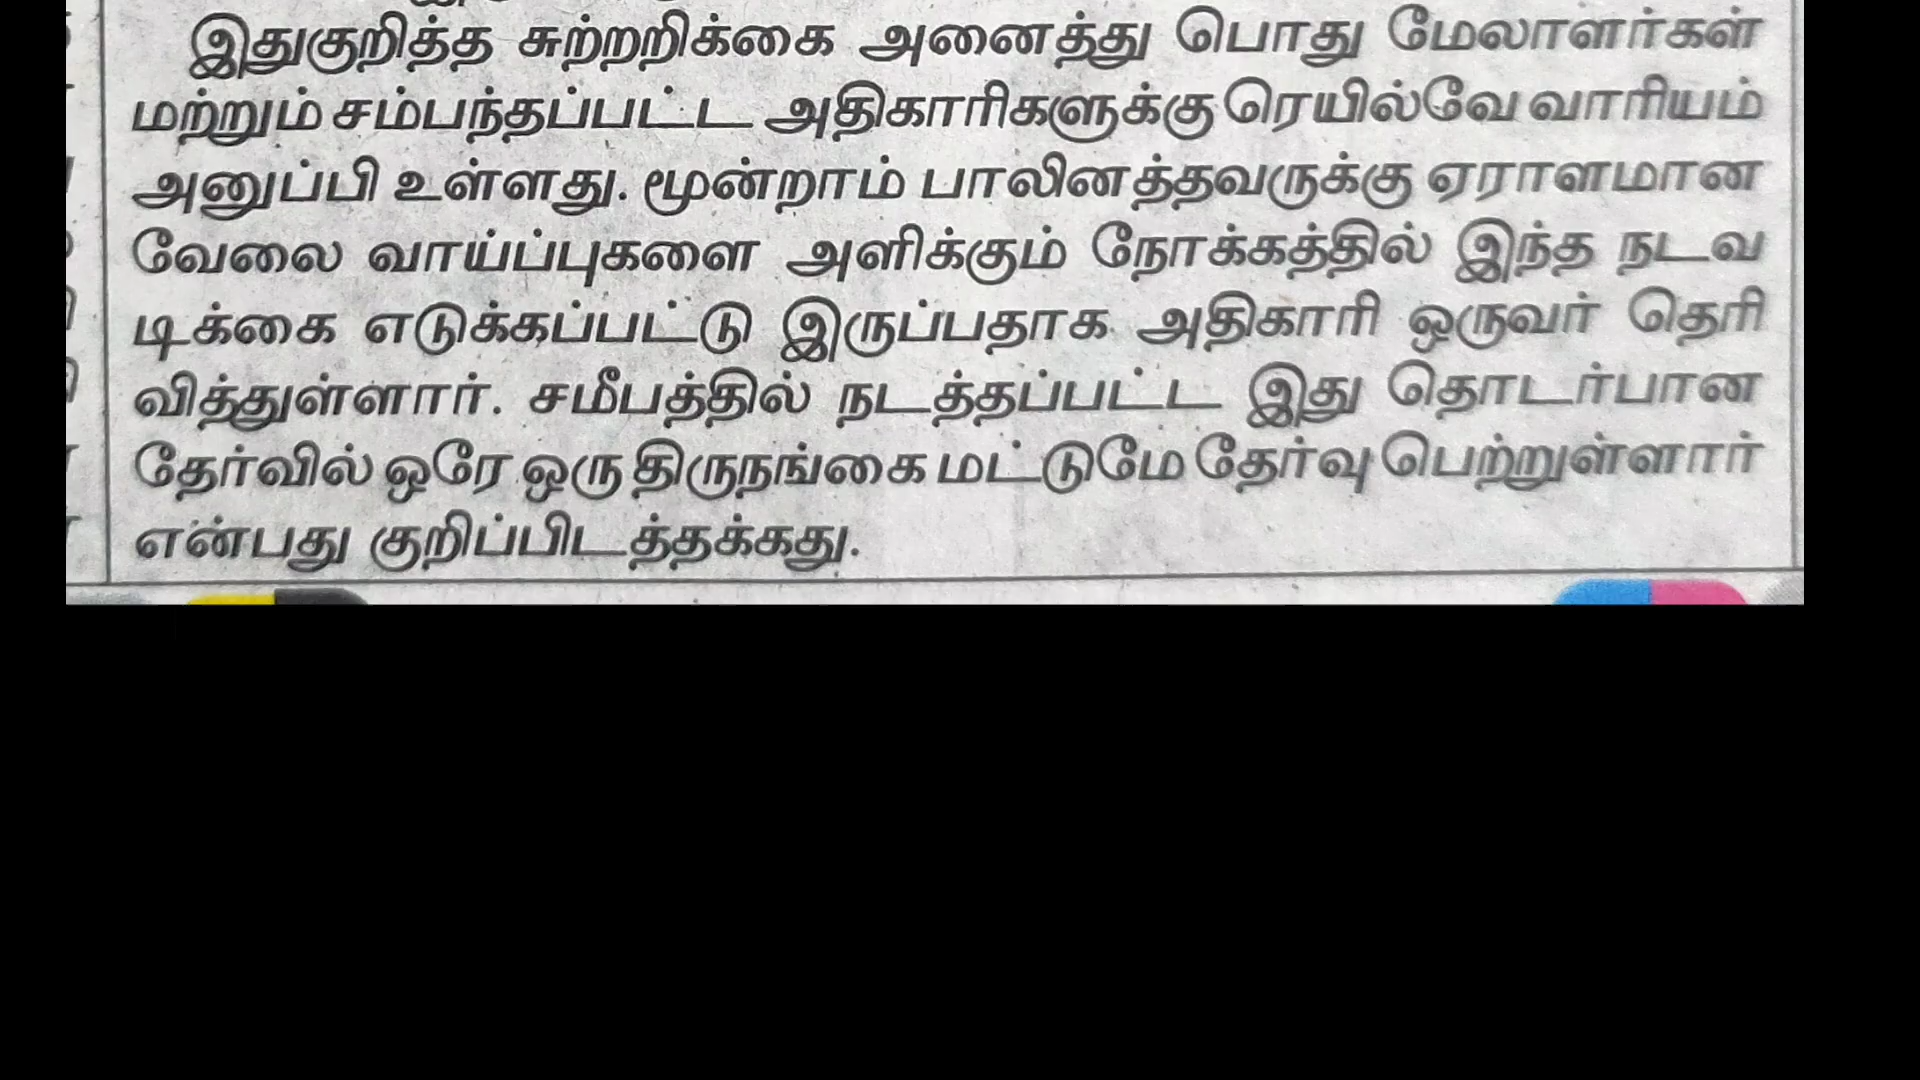 இதுகுறித்த சுற்றறிக்கை அனைத்து பொது மேலாளர்கள்
மற்றும் சம்பந்தப்பட்ட அதிகாரிகளுக்கு ரெயில்வே வாரியம்
அனுப்பி உள்ளது. மூன்றாம் பாலினத்தவருக்கு ஏராளமான
வேலை வாய்ப்புகளை அளிக்கும் நோக்கத்தில் இந்த நடவ
டிக்கை எடுக்கப்பட்டு இருப்பதாக அதிகாரி ஒருவர் தெரி
வித்துள்ளார். சமீபத்தில் நடத்தப்பட்ட இது தொடர்பான
தேர்வில் ஒரே ஒரு திருநங்கை மட்டுமே தேர்வு பெற்றுள்ளார்
என்பது குறிப்பிடத்தக்கது.